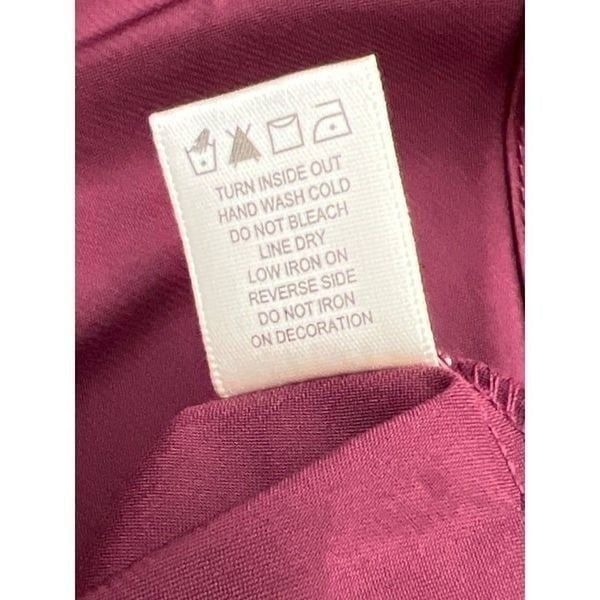 TURN INSIDE OUT
HAND WASH COLD
DO NOT BLEACH
LINE DRY
LOW IRON ON
REVERSE SIDE
DO NOT IRON
ON DECORATION